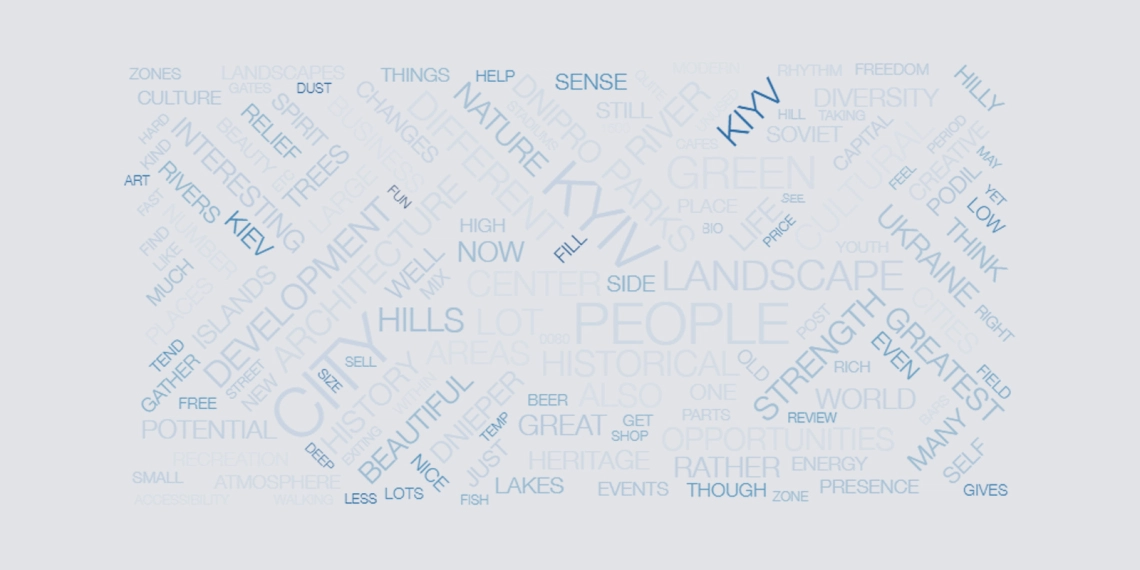 ZONES
LANDSCAPES
THINGS
HELP
SENSE
MODERN
RHYTHM
FREEDOM
HILLY
GATES
DUST
CULTURE
SPIRIT
BUSINESS
CHANGES
DIFFERENT
NATURE
DNIPRO
STILL
RIVER
KIYV
HILL
TAKING
DIVERSITY
SOVIET
CAPITAL
PERIOD
HARD
KIND
INTERESTING
BEAUTY
RELIEF
TREES
ETC
LARGE
CAFES
GREEN
CULTURAL
CREATIVE
MAY
ART
RIVERS
KIEV
FUN
KYIV
PARKS
PLACE
LIFE
SEE
FEEL
PODIL
YET
LOW
FAST
NUMBER
FIND
LIKE
MUCH
HIGH
NOW
FILL
BIO
PRICE
YOUTH
UKRAINE
THINK
PLACES
ISLANDS
DEVELOPMENT
ARCHITECTURE
WELL
MIX
CENTER
SIDE
LANDSCAPE
CITIES
RIGHT
HILLS
LOT
GOOD
PEOPLE
POST
STRENGTH
GREATEST
TEND
GATHER
STREET
NEW
CITY
SELL
SIZE
AREAS
HISTORICAL
OLD
RICH
EVEN
FIELD
FREE
HISTORY
WITHIN
BEAUTIFUL
DNIEPER
BEER
ALSO
ONE
WORLD
POTENTIAL
TEMP
GREAT
GET
SHOP
PARTS
REVIEW
OPPORTUNITIES
MANY
SELF
RECREATION
DEEP
EXITING
NICE
JUST
HERITAGE
RATHER
ENERGY
SMALL
ATMOSPHERE
LAKES
EVENTS
THOUGH
ZONE
PRESENCE
GIVES
ACCESSIBILITY
WALKING
LESS
LOTS
FISH